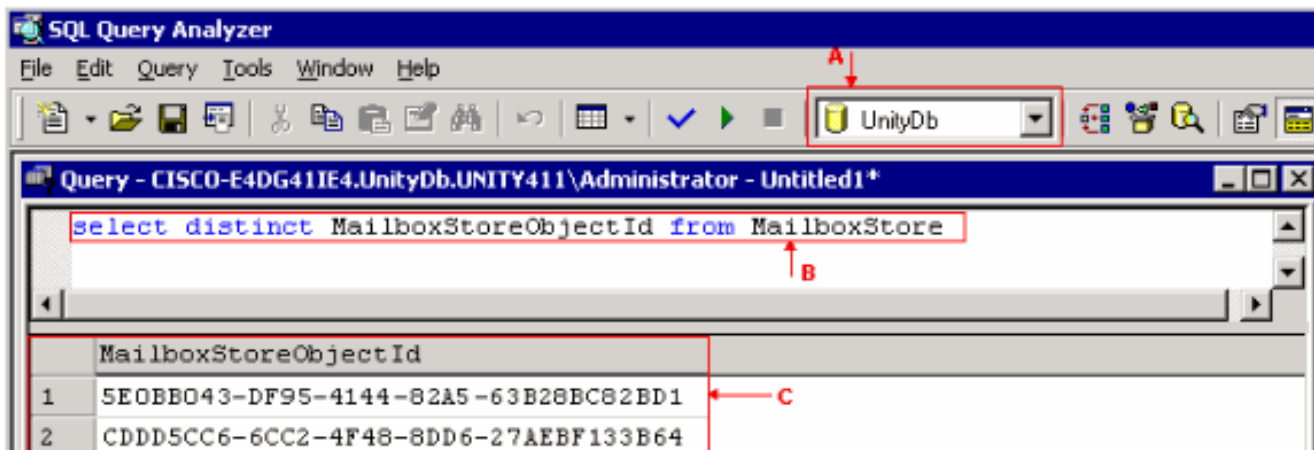 SQL Query Analyzer
File Edit Query Tools Window Help
A
UnityDb
Query - CISCO-E4DG41IE4.UnityDb.UNITY411\Administrator - Untitled1*
select distinct MailboxStoreObjectId from MailboxStore
B
MailboxStoreObjectId
1 5E0BB043-DF95-4144-82A5-63B28BC82BD1
C
2 CDDD5CC6-6CC2-4F48-8DD6-27AEBF133B64